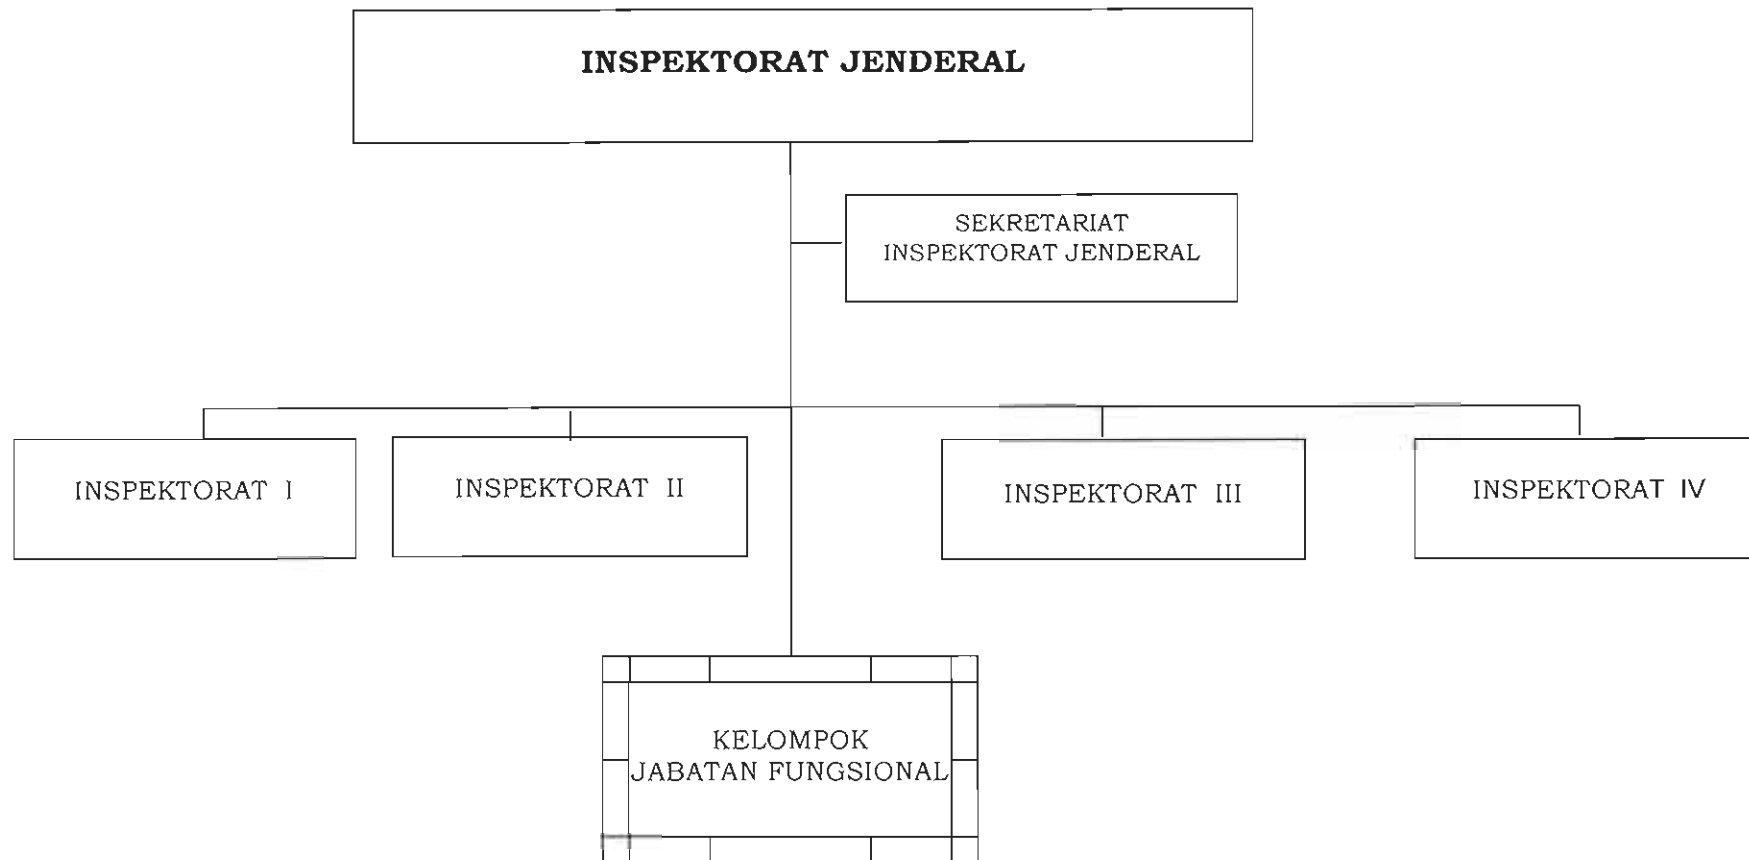 INSPEKTORAT JENDERAL
SEKRETARIAT
INSPEKTORAT JENDERAL
INSPEKTORAT I
INSPEKTORAT II
INSPEKTORAT III
INSPEKTORAT IV
KELOMPOK
JABATAN FUNGSIONAL